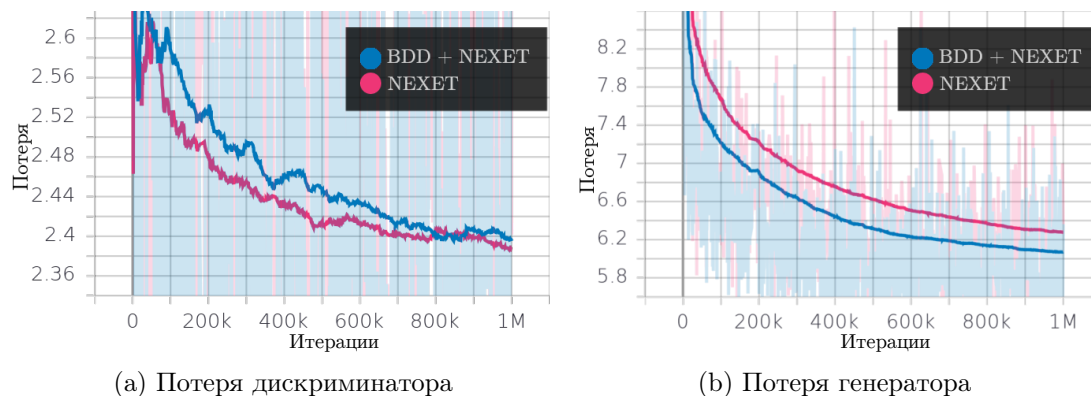 2.6
2.56
2.52
2.48
2.44
2.4
2.36
Потеря
BDD + NEXET
NEXET
0 200k 400k 600k 800k 1M
Итерации
(a) Потеря дискриминатора
8.2
7.8
7.4
7
6.6
6.2
5.8
Потеря
BDD + NEXET
NEXET
0 200k 400k 600k 800k 1M
Итерации
(b) Потеря генератора